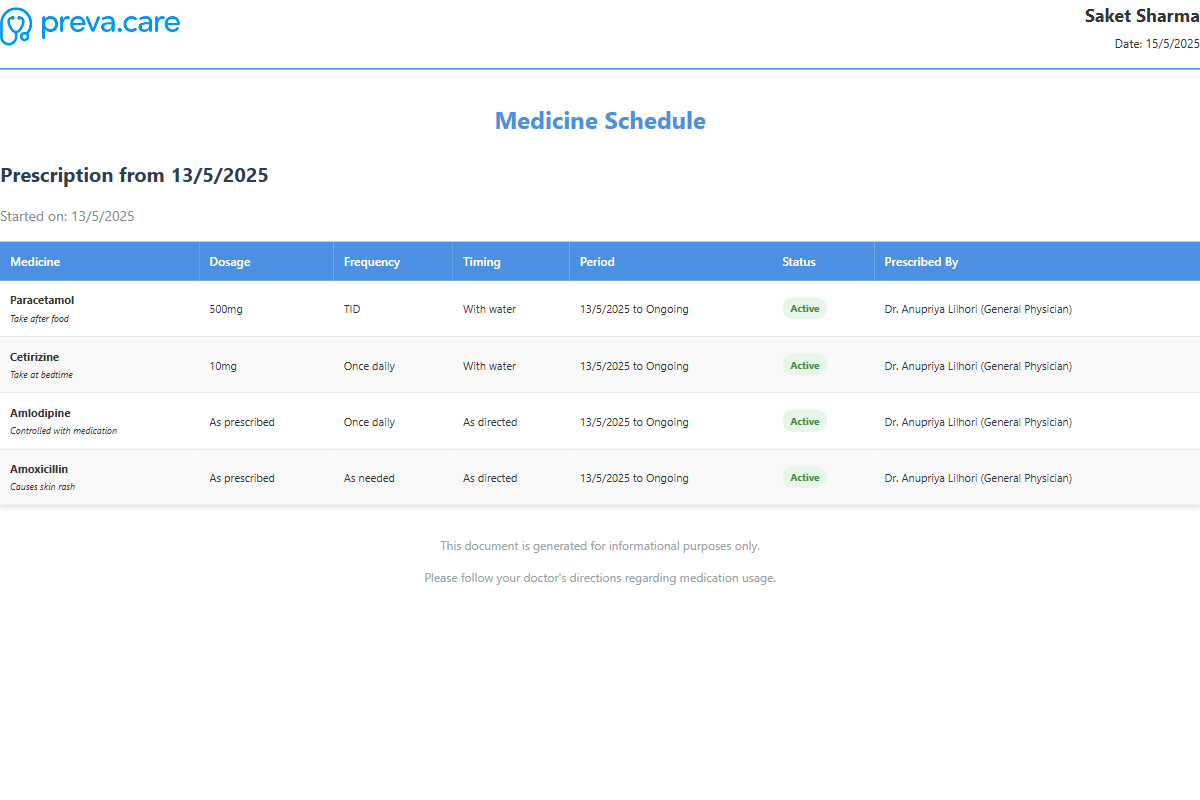 preva.care
Saket Sharma
Date: 15/5/2025
Medicine Schedule
Prescription from 13/5/2025
Started on: 13/5/2025
Medicine Dosage Frequency Timing Period Status Prescribed By
Paracetamol
Take after food
500mg TID With water 13/5/2025 to Ongoing Active Dr. Anupriya Lilhori (General Physician)
Cetirizine
Take at bedtime
10mg Once daily With water 13/5/2025 to Ongoing Active Dr. Anupriya Lilhori (General Physician)
Amlodipine
Controlled with medication
As prescribed Once daily As directed 13/5/2025 to Ongoing Active Dr. Anupriya Lilhori (General Physician)
Amoxicillin
Causes skin rash
As prescribed As needed As directed 13/5/2025 to Ongoing Active Dr. Anupriya Lilhori (General Physician)
This document is generated for informational purposes only.
Please follow your doctor's directions regarding medication usage.